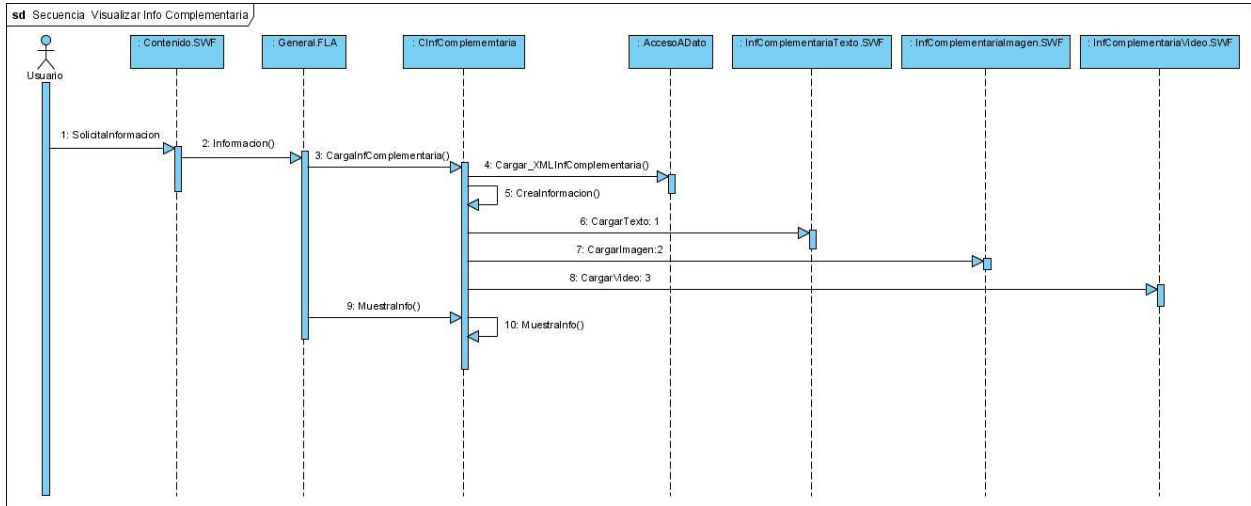 sd Secuencia Visualizar Info Complementaria
Usuario
: Contenido.SWF
: General.FLA
: CInfComplememtaria
: AccesoADato
: InfComplementariaTexto.SWF
: InfComplementariaImagen.SWF
: InfComplementariaVideo.SWF
1: SolicitaInformacion
2: Informacion()
3: CargaInfComplementaria()
4: Cargar_XMLInfComplementaria()
5: CreaInformacion()
6: CargarTexto: 1
7: CargarImagen:2
8: CargarVideo: 3
9: MuestraInfo()
10: MuestraInfo()